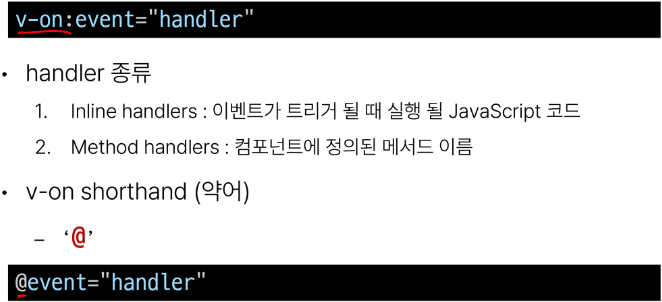 v-on:event="handler"
• handler 종류
1. Inline handlers : 이벤트가 트리거 될 때 실행 될 JavaScript 코드
2. Method handlers : 컴포넌트에 정의된 메서드 이름
• v-on shorthand (약어)
– ‘@’
@event="handler"